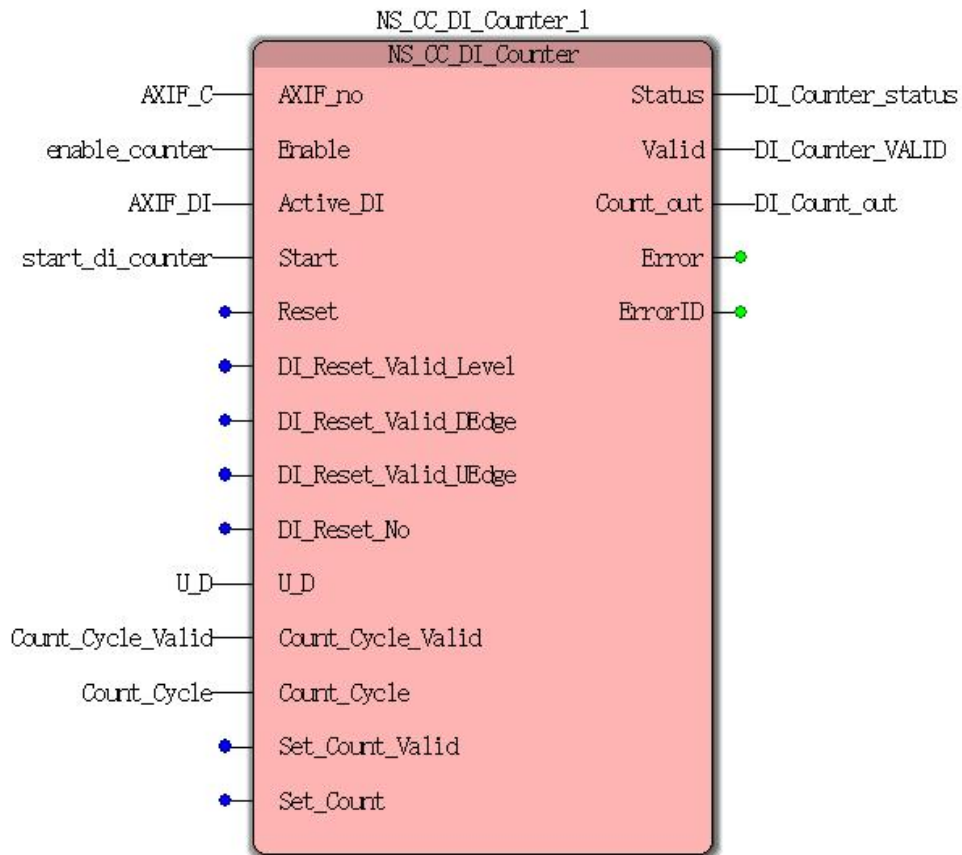 NS_CC_DI_Counter_1
NS_CC_DI_Counter
AXIF_C AXIF_no Status DI_Counter_status
enable_counter Enable Valid DI_Counter_VALID
AXIF_DI Active_DI Count_out DI_Count_out
start_di_counter Start Error
Reset ErrorID
DI_Reset_Valid_Level
DI_Reset_Valid_DEdge
DI_Reset_Valid_UEdge
DI_Reset_No
U_D U_D
Count_Cycle_Valid Count_Cycle_Valid
Count_Cycle Count_Cycle
Set_Count_Valid
Set_Count